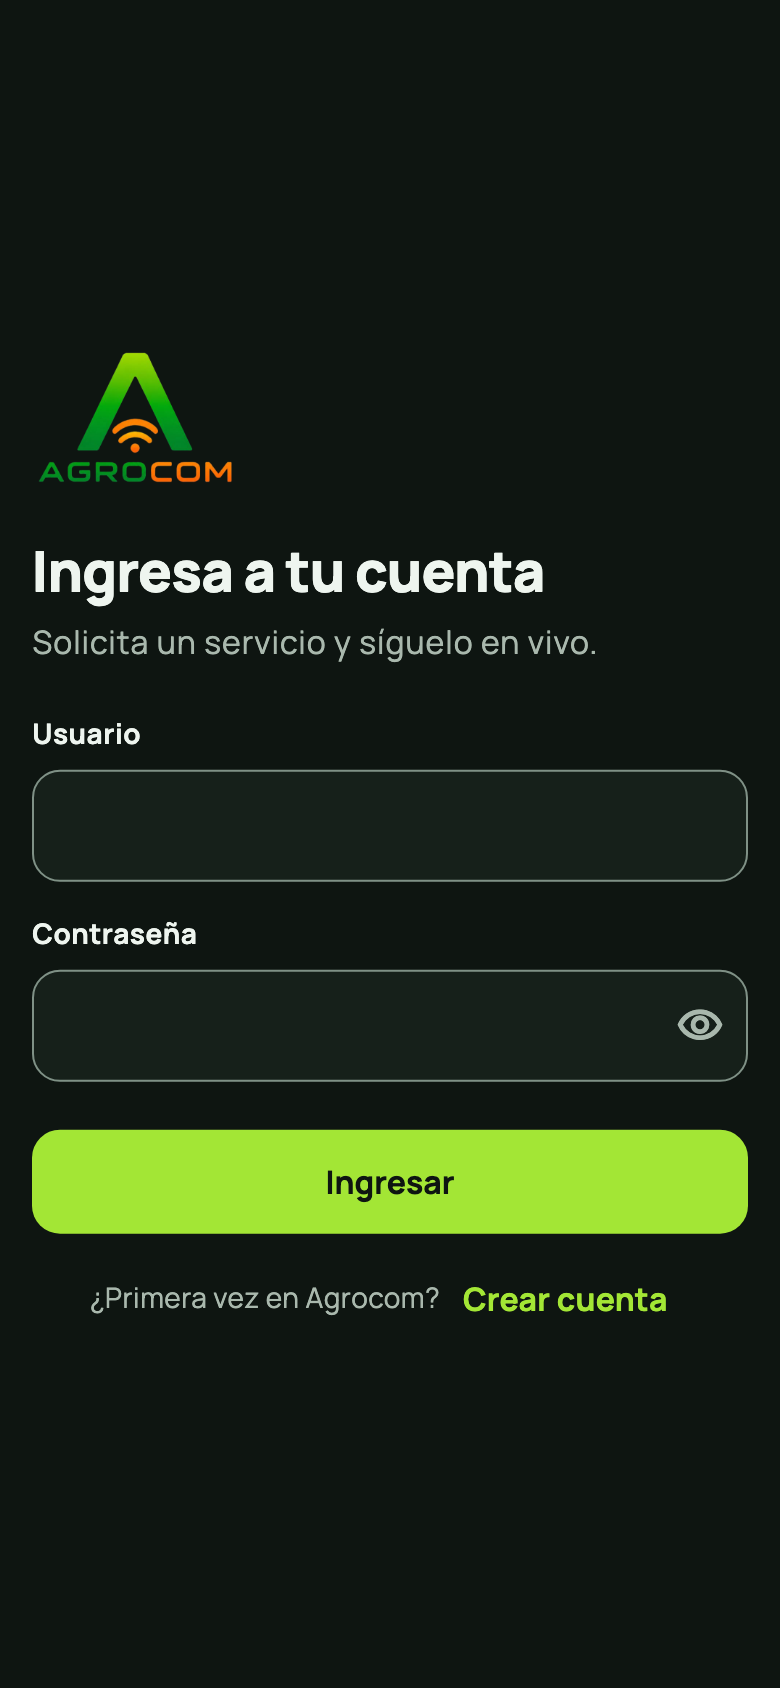 AGROCOM
Ingresa a tu cuenta
Solicita un servicio y síguelo en vivo.
Usuario
Contraseña
Ingresar
¿Primera vez en Agrocom? Crear cuenta